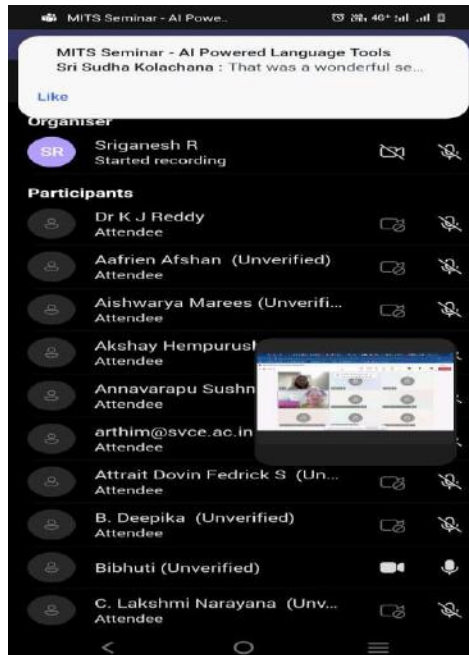 MITS Seminar - AI Powe..
MITS Seminar - AI Powered Language Tools
Sri Sudha Kolachana : That was a wonderful se...
Like
Organiser
SR
Sriganesh R
Started recording
Participants
Dr K J Reddy
Attendee
Aafrien Afshan (Unverified)
Attendee
Aishwarya Marees (Unverifi...
Attendee
Akshay Hempurush
Attendee
Annavarapu Sushn
Attendee
arthim@svce.ac.in
Attendee
Attrait Dovin Fedrick S (Un...
Attendee
B. Deepika (Unverified)
Attendee
Bibhuti (Unverified)
C. Lakshmi Narayana (Unv...
Attendee